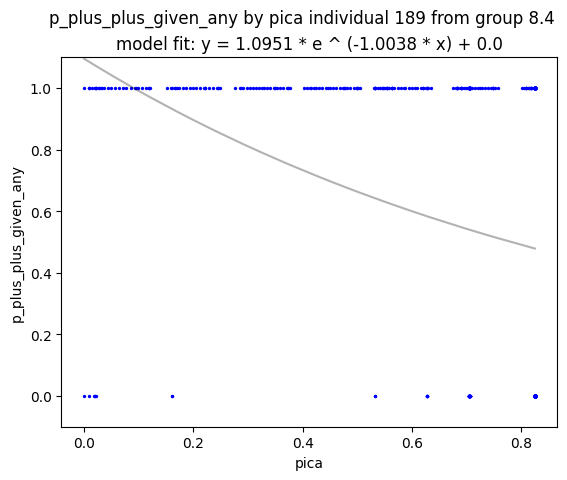 p_plus_plus_given_any by pica individual 189 from group 8.4
model fit: y = 1.0951 * e ^ (-1.0038 * x) + 0.0
1.0
0.8
0.6
0.4
0.2
0.0
p_plus_plus_given_any
0.0 0.2 0.4 0.6 0.8
pica